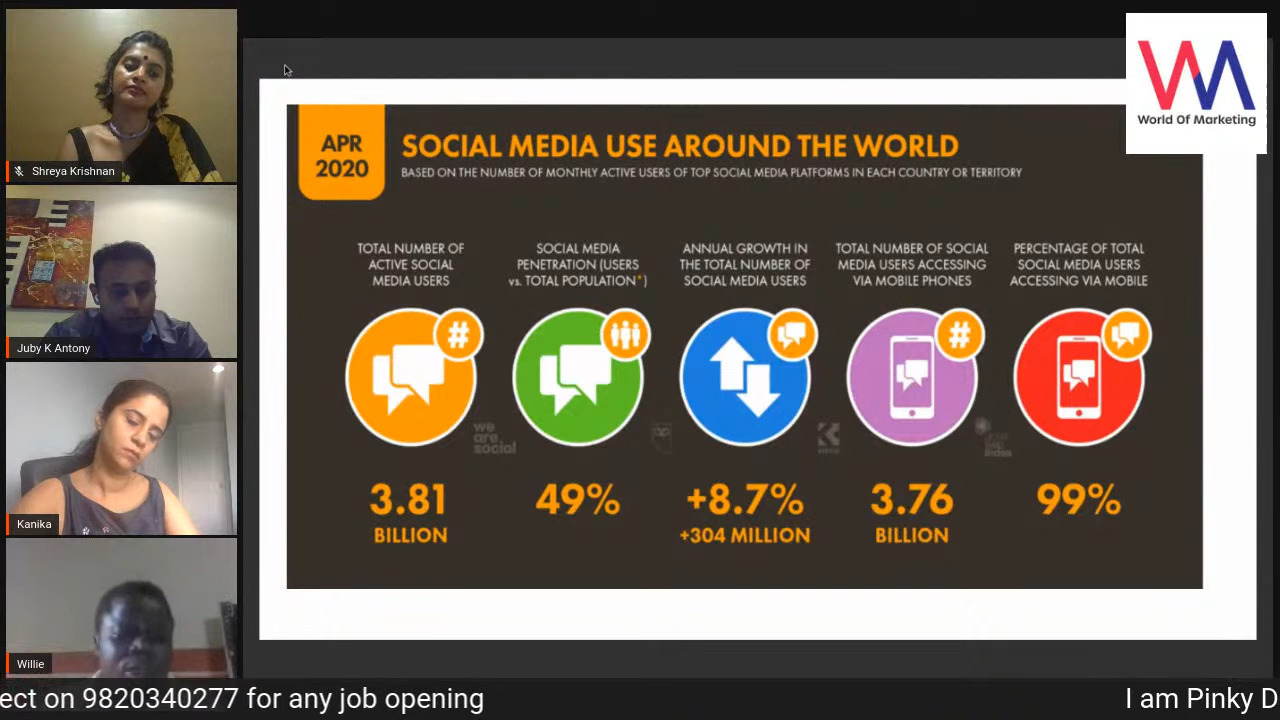 Shreya Krishnan
Juby K Antony
Kanika
Willie
World Of Marketing
APR
2020
SOCIAL MEDIA USE AROUND THE WORLD
BASED ON THE NUMBER OF MONTHLY ACTIVE USERS OF TOP SOCIAL MEDIA PLATFORMS IN EACH COUNTRY OR TERRITORY
TOTAL NUMBER OF
ACTIVE SOCIAL
MEDIA USERS
SOCIAL MEDIA
PENETRATION (USERS
vs. TOTAL POPULATION*)
ANNUAL GROWTH IN
THE TOTAL NUMBER OF
SOCIAL MEDIA USERS
TOTAL NUMBER OF SOCIAL
MEDIA USERS ACCESSING
VIA MOBILE PHONES
PERCENTAGE OF TOTAL
SOCIAL MEDIA USERS
ACCESSING VIA MOBILE
#
#
we
are
social
3.81
BILLION
49%
+8.7%
+304 MILLION
3.76
BILLION
99%
ect on 9820340277 for any job opening
I am Pinky D